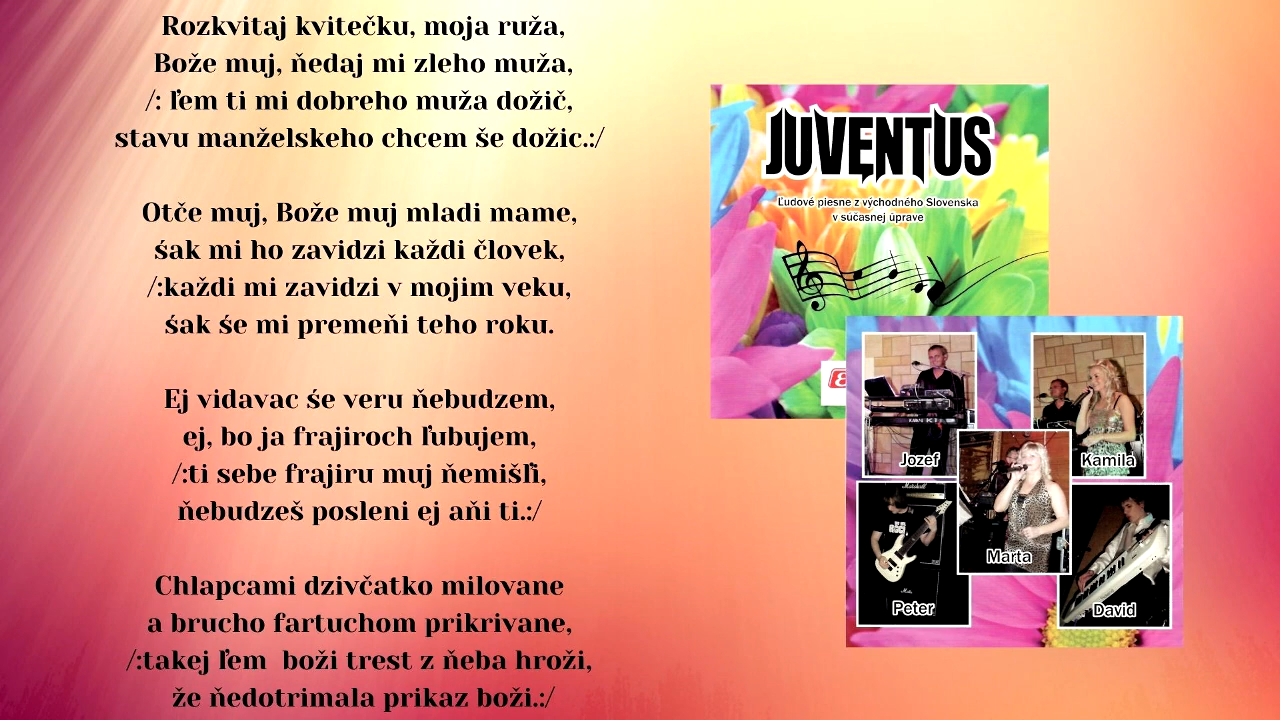 Rozkvitaj kvitečku, moja ruža,
Bože muj, ňedaj mi zleho muža,
/: ľem ti mi dobreho muža dožič,
stavu manželskeho chcem še dožic.:/
Otče muj, Bože muj mladi mame,
śak mi ho zavidzi každi človek,
/:každi mi zavidzi v mojim veku,
śak śe mi premeňi teho roku.
Ej vidavac śe veru ňebudzem,
ej, bo ja frajiroch ľubujem,
/:ti sebe frajiru muj ňemišľi,
ňebudzeš posleni ej aňi ti.:/
Chlapcami dzivčatko milovane
a brucho fartuchom prikrivane,
/:takej ľem  boži trest z ňeba hroži,
že ňedotrimala prikaz boži.:/
JUVENTUS
Ľudové piesne z východného Slovenska
v súčasnej úprave
Jozef
Kamila
Marta
Peter
David